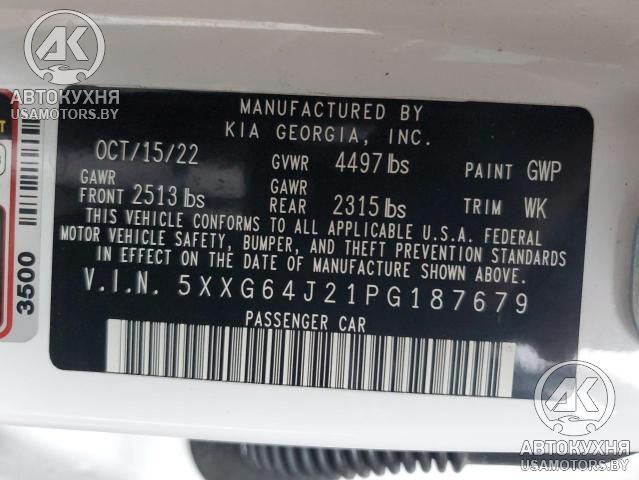 AK
АВТОКУХНЯ
USAMOTORS.BY
3500
MANUFACTURED BY
KIA GEORGIA, INC.
OCT/15/22 GVWR 4497 lbs PAINT GWP
GAWR FRONT 2513 lbs GAWR REAR 2315 lbs TRIM WK
THIS VEHICLE CONFORMS TO ALL APPLICABLE U.S.A. FEDERAL
MOTOR VEHICLE SAFETY, BUMPER, AND THEFT PREVENTION STANDARDS
IN EFFECT ON THE DATE OF MANUFACTURE SHOWN ABOVE.
V.I.N. 5XXG64J21PG187679
PASSENGER CAR
AK
АВТОКУХНЯ
USAMOTORS.BY